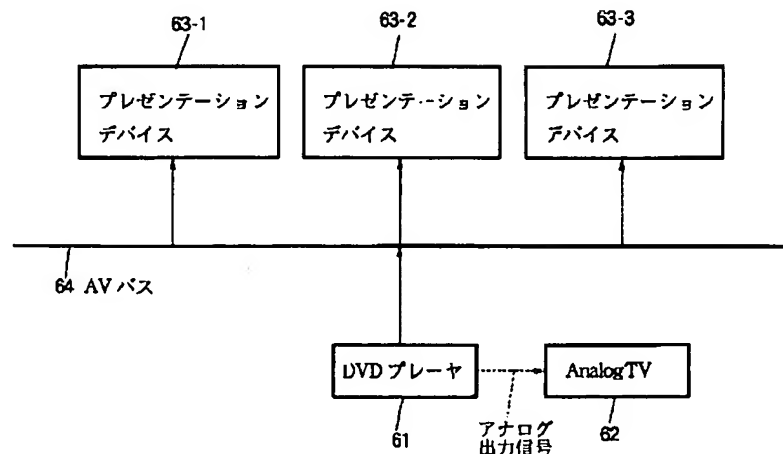 63-1
63-2
63-3
プレゼンテーション
デバイス
プレゼンテーション
デバイス
プレゼンテーション
デバイス
64 AVバス
DVDプレーヤ
AnalogTV
61
アナログ
出力信号
62